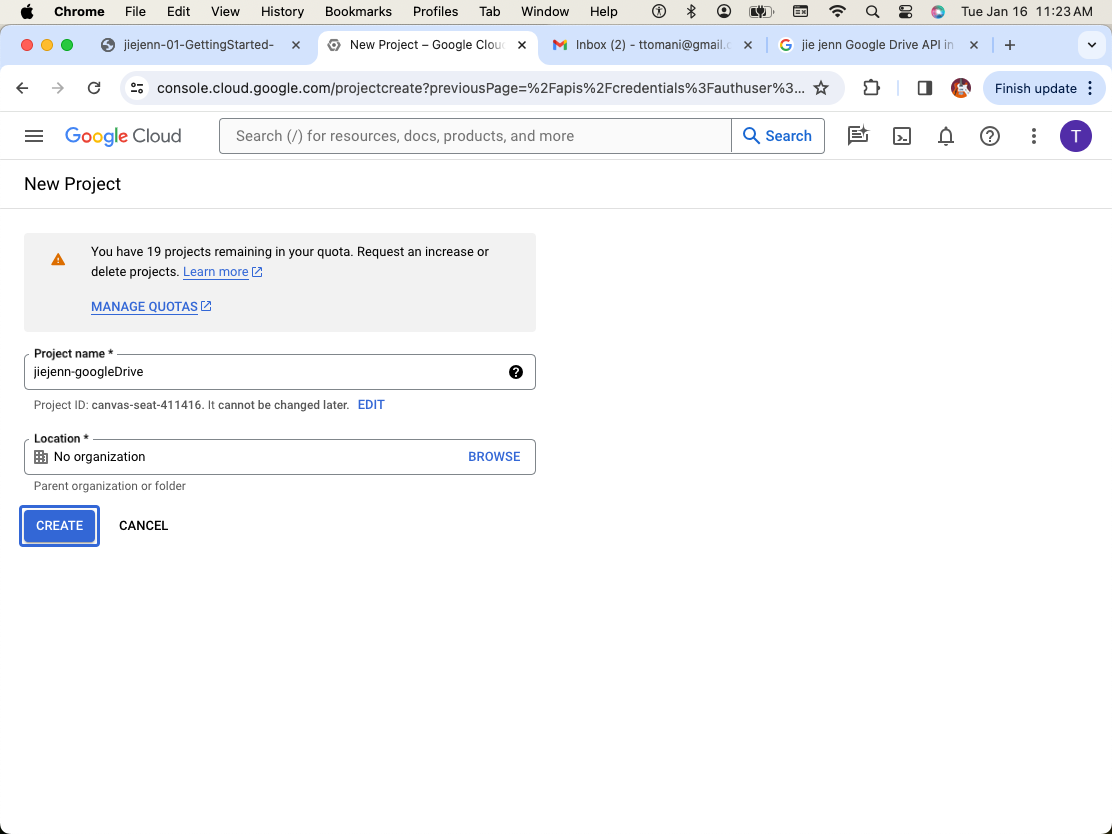 Chrome File Edit View History Bookmarks Profiles Tab Window Help Tue Jan 16 11:23 AM
jiejenn-01-GettingStarted- New Project – Google Clou Inbox (2) - ttomani@gmail.c jie jenn Google Drive API in
console.cloud.google.com/projectcreate?previousPage=%2Fapis%2Fcredentials%3Fauthuser%3... Finish update
Google Cloud Search (/) for resources, docs, products, and more Search T
New Project
You have 19 projects remaining in your quota. Request an increase or
delete projects. Learn more
MANAGE QUOTAS
Project name *
jiejenn-googleDrive
Project ID: canvas-seat-411416. It cannot be changed later. EDIT
Location *
No organization BROWSE
Parent organization or folder
CREATE CANCEL